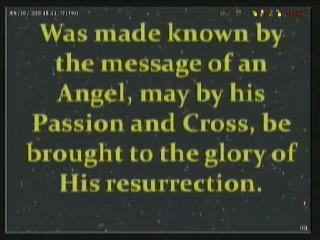 Was made known by
the message of an
Angel, may by his
Passion and Cross, be
brought to the glory of
His resurrection.